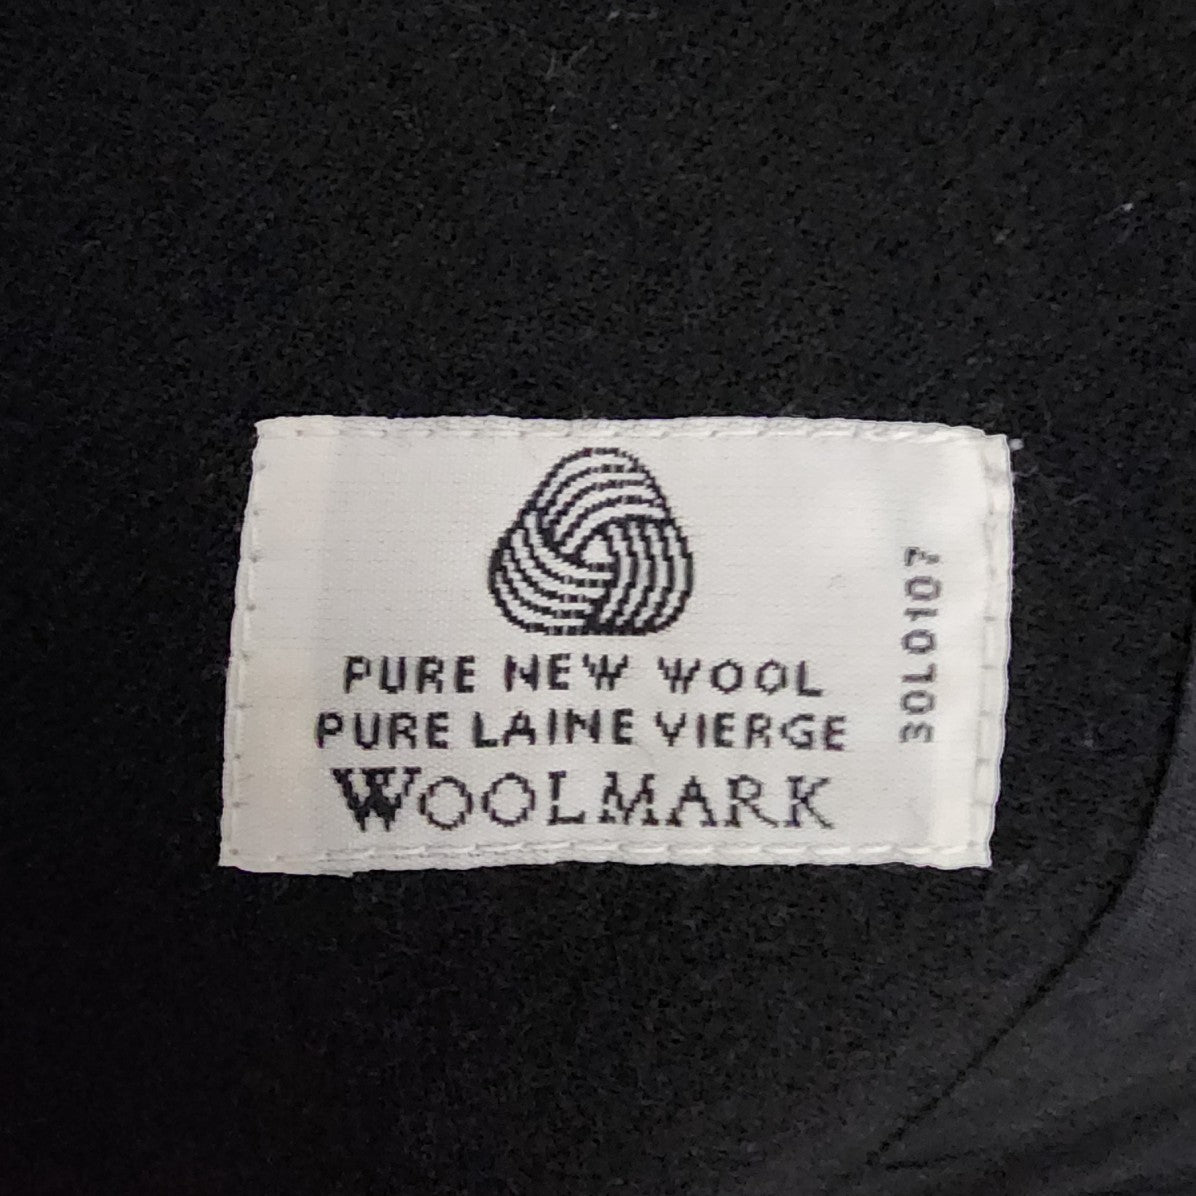 PURE NEW WOOL
PURE LAINE VIERGE
WOOLMARK
30L0107